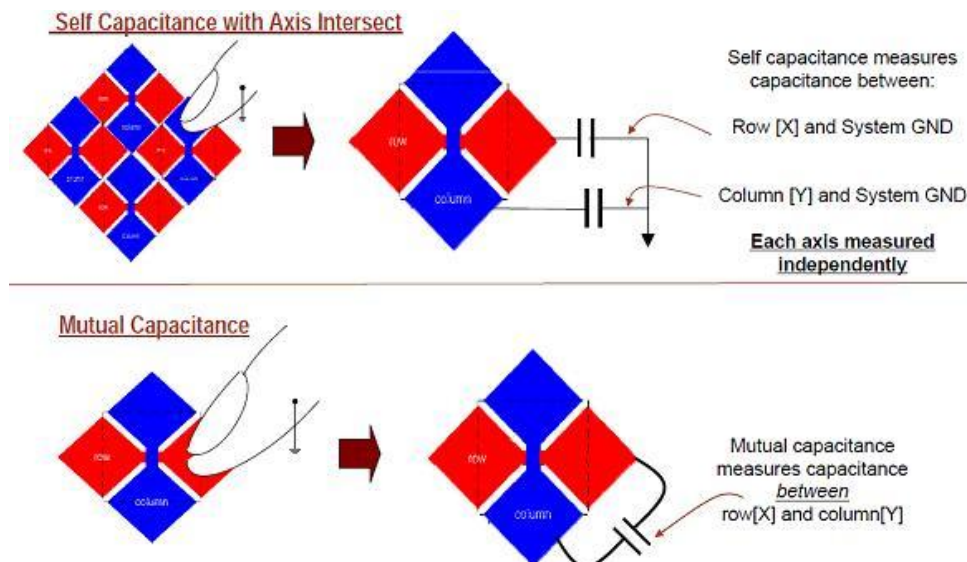 Self Capacitance with Axis Intersect
column
row
column
Self capacitance measures
capacitance between:
Row [X] and System GND
Column [Y] and System GND
Each axis measured
independently
Mutual Capacitance
row
column
row
column
Mutual capacitance
measures capacitance
between
row[X] and column[Y]